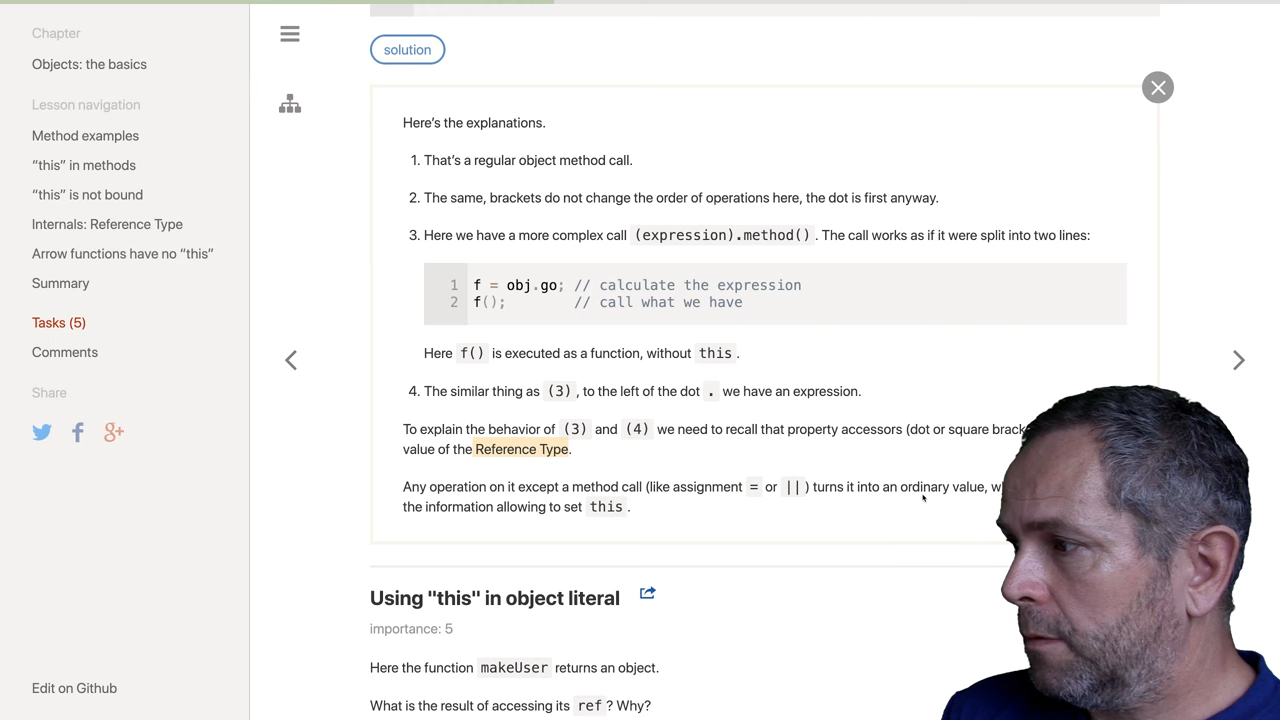 Chapter
Objects: the basics
Lesson navigation
Method examples
“this” in methods
“this” is not bound
Internals: Reference Type
Arrow functions have no “this”
Summary
Tasks (5)
Comments
Share
Edit on Github
solution
Here’s the explanations.
1. That’s a regular object method call.
2. The same, brackets do not change the order of operations here, the dot is first anyway.
3. Here we have a more complex call (expression).method() . The call works as if it were split into two lines:
1 f = obj.go; // calculate the expression
2 f(); // call what we have
Here f() is executed as a function, without this .
4. The similar thing as (3) , to the left of the dot . we have an expression.
To explain the behavior of (3) and (4) we need to recall that property accessors (dot or square
value of the Reference Type.
Any operation on it except a method call (like assignment = or || ) turns it into an ordinary value,
the information allowing to set this .
Using "this" in object literal
importance: 5
Here the function makeUser returns an object.
What is the result of accessing its ref ? Why?